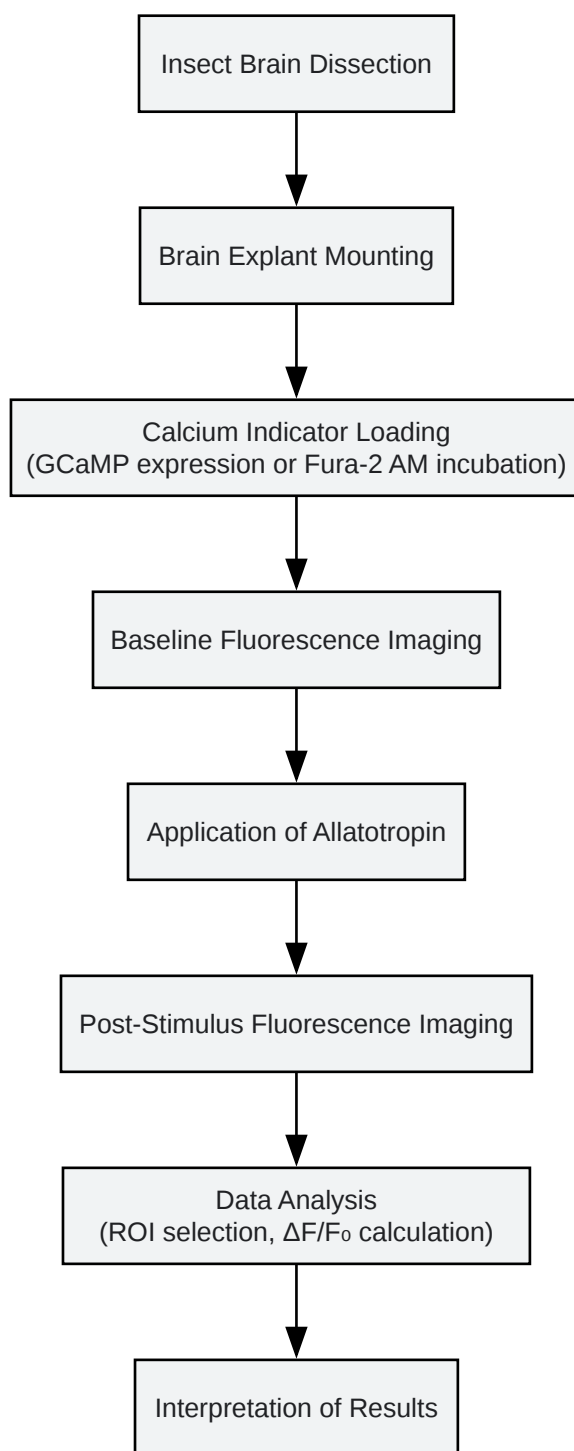 Insect Brain Dissection
Brain Explant Mounting
Calcium Indicator Loading
(GCaMP expression or Fura-2 AM incubation)
Baseline Fluorescence Imaging
Application of Allatotropin
Post-Stimulus Fluorescence Imaging
Data Analysis
(ROI selection, ΔF/F₀ calculation)
Interpretation of Results